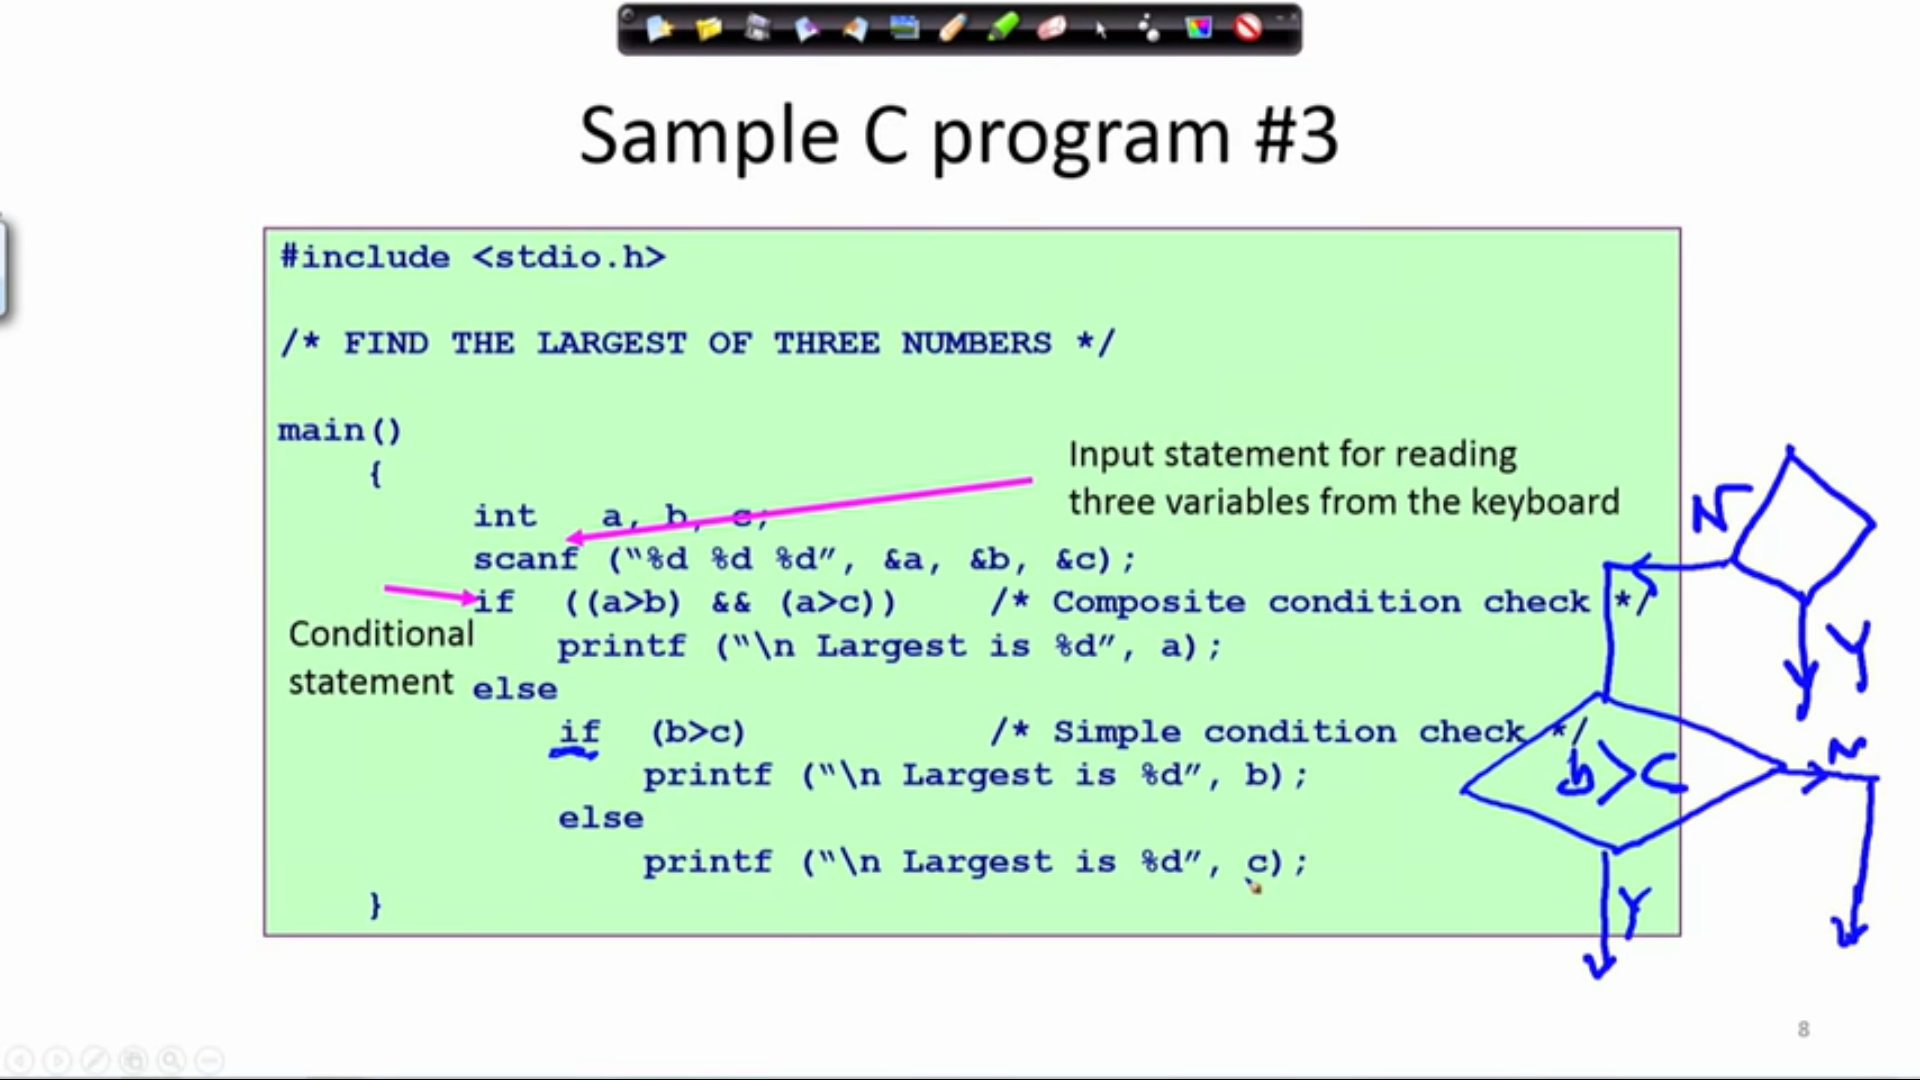 Sample C program #3
#include <stdio.h>
/* FIND THE LARGEST OF THREE NUMBERS */
main()
{
int a, b, c;
Input statement for reading
three variables from the keyboard
scanf (“%d %d %d”, &a, &b, &c);
if ((a>b) && (a>c)) /* Composite condition check */
Conditional
statement
printf (“\n Largest is %d”, a);
else
if (b>c) /* Simple condition check */
printf (“\n Largest is %d”, b);
else
printf (“\n Largest is %d”, c);
}
N
Y
b>c
N
Y
8